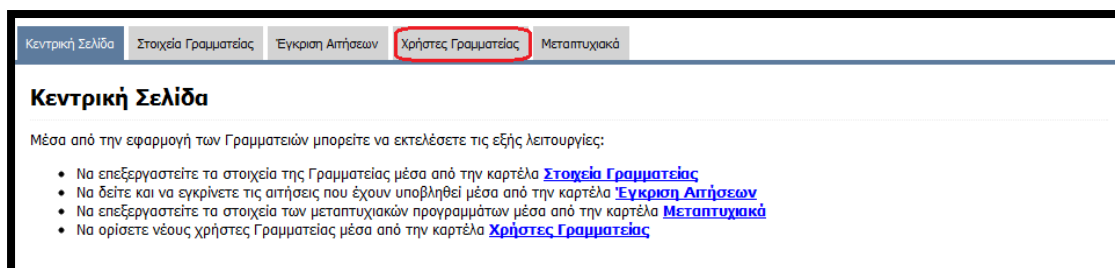 Κεντρική Σελίδα Στοιχεία Γραμματείας Έγκριση Αιτήσεων Χρήστες Γραμματείας Μεταπτυχιακά
Κεντρική Σελίδα
Μέσα από την εφαρμογή των Γραμματειών μπορείτε να εκτελέσετε τις εξής λειτουργίες:
• Να επεξεργαστείτε τα στοιχεία της Γραμματείας μέσα από την καρτέλα Στοιχεία Γραμματείας
• Να δείτε και να εγκρίνετε τις αιτήσεις που έχουν υποβληθεί μέσα από την καρτέλα Έγκριση Αιτήσεων
• Να επεξεργαστείτε τα στοιχεία των μεταπτυχιακών προγραμμάτων μέσα από την καρτέλα Μεταπτυχιακά
• Να ορίσετε νέους χρήστες Γραμματείας μέσα από την καρτέλα Χρήστες Γραμματείας